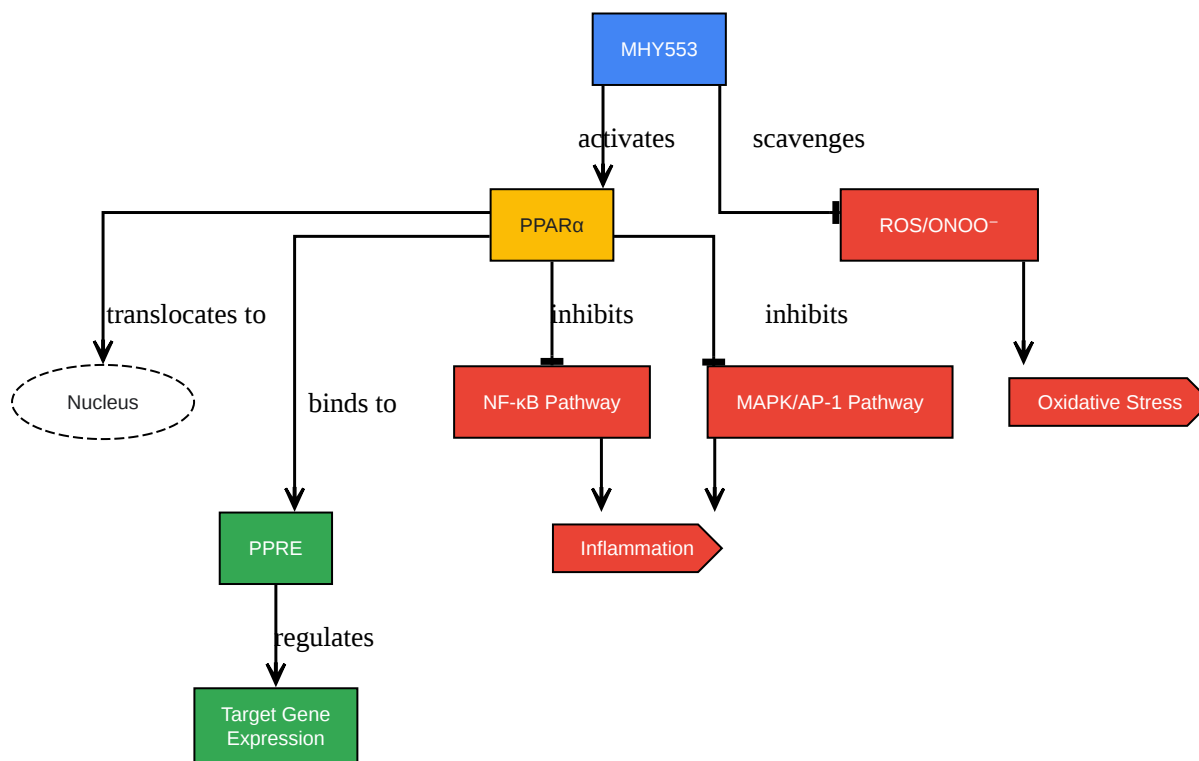 MHY553
activates
scavenges
PPARα
ROS/ONOO⁻
translocates to
inhibits
inhibits
Nucleus
binds to
NF-κB Pathway
MAPK/AP-1 Pathway
Oxidative Stress
PPRE
Inflammation
regulates
Target Gene
Expression